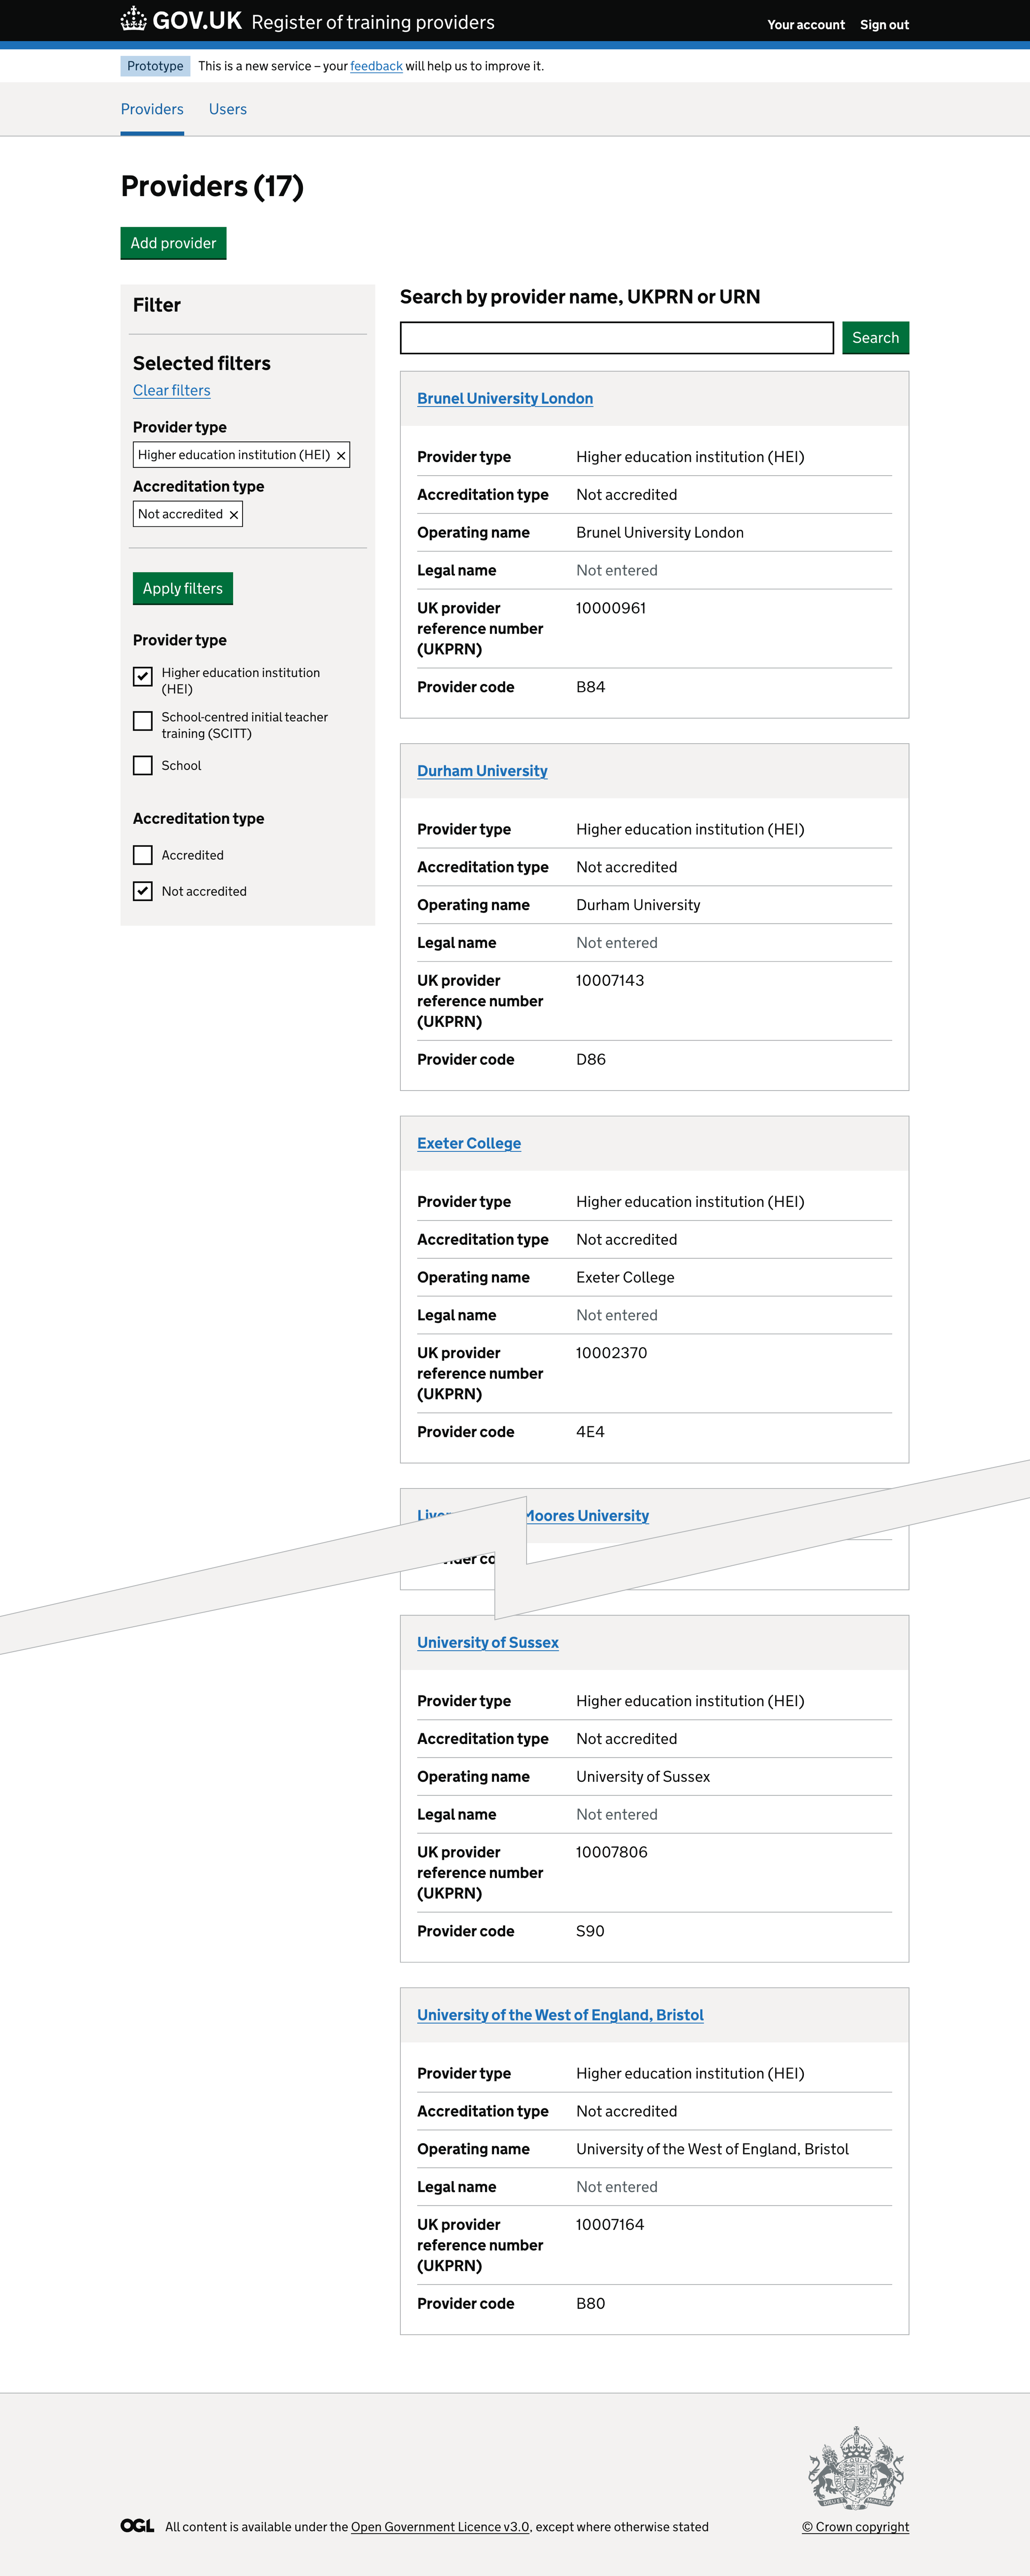 GOV.UK Register of training providers
Your account Sign out
Prototype This is a new service – your feedback will help us to improve it.
Providers Users
Providers (17)
Add provider
Filter
Selected filters
Clear filters
Provider type
Higher education institution (HEI) ×
Accreditation type
Not accredited ×
Apply filters
Provider type
Higher education institution
(HEI)
School-centred initial teacher
training (SCITT)
School
Accreditation type
Accredited
Not accredited
Search by provider name, UKPRN or URN
Search
Brunel University London
Provider type Higher education institution (HEI)
Accreditation type Not accredited
Operating name Brunel University London
Legal name Not entered
UK provider 10000961
reference number
(UKPRN)
Provider code B84
Durham University
Provider type Higher education institution (HEI)
Accreditation type Not accredited
Operating name Durham University
Legal name Not entered
UK provider 10007143
reference number
(UKPRN)
Provider code D86
Exeter College
Provider type Higher education institution (HEI)
Accreditation type Not accredited
Operating name Exeter College
Legal name Not entered
UK provider 10002370
reference number
(UKPRN)
Provider code 4E4
Moores University
University of Sussex
Provider type Higher education institution (HEI)
Accreditation type Not accredited
Operating name University of Sussex
Legal name Not entered
UK provider 10007806
reference number
(UKPRN)
Provider code S90
University of the West of England, Bristol
Provider type Higher education institution (HEI)
Accreditation type Not accredited
Operating name University of the West of England, Bristol
Legal name Not entered
UK provider 10007164
reference number
(UKPRN)
Provider code B80
OGL All content is available under the Open Government Licence v3.0, except where otherwise stated
© Crown copyright